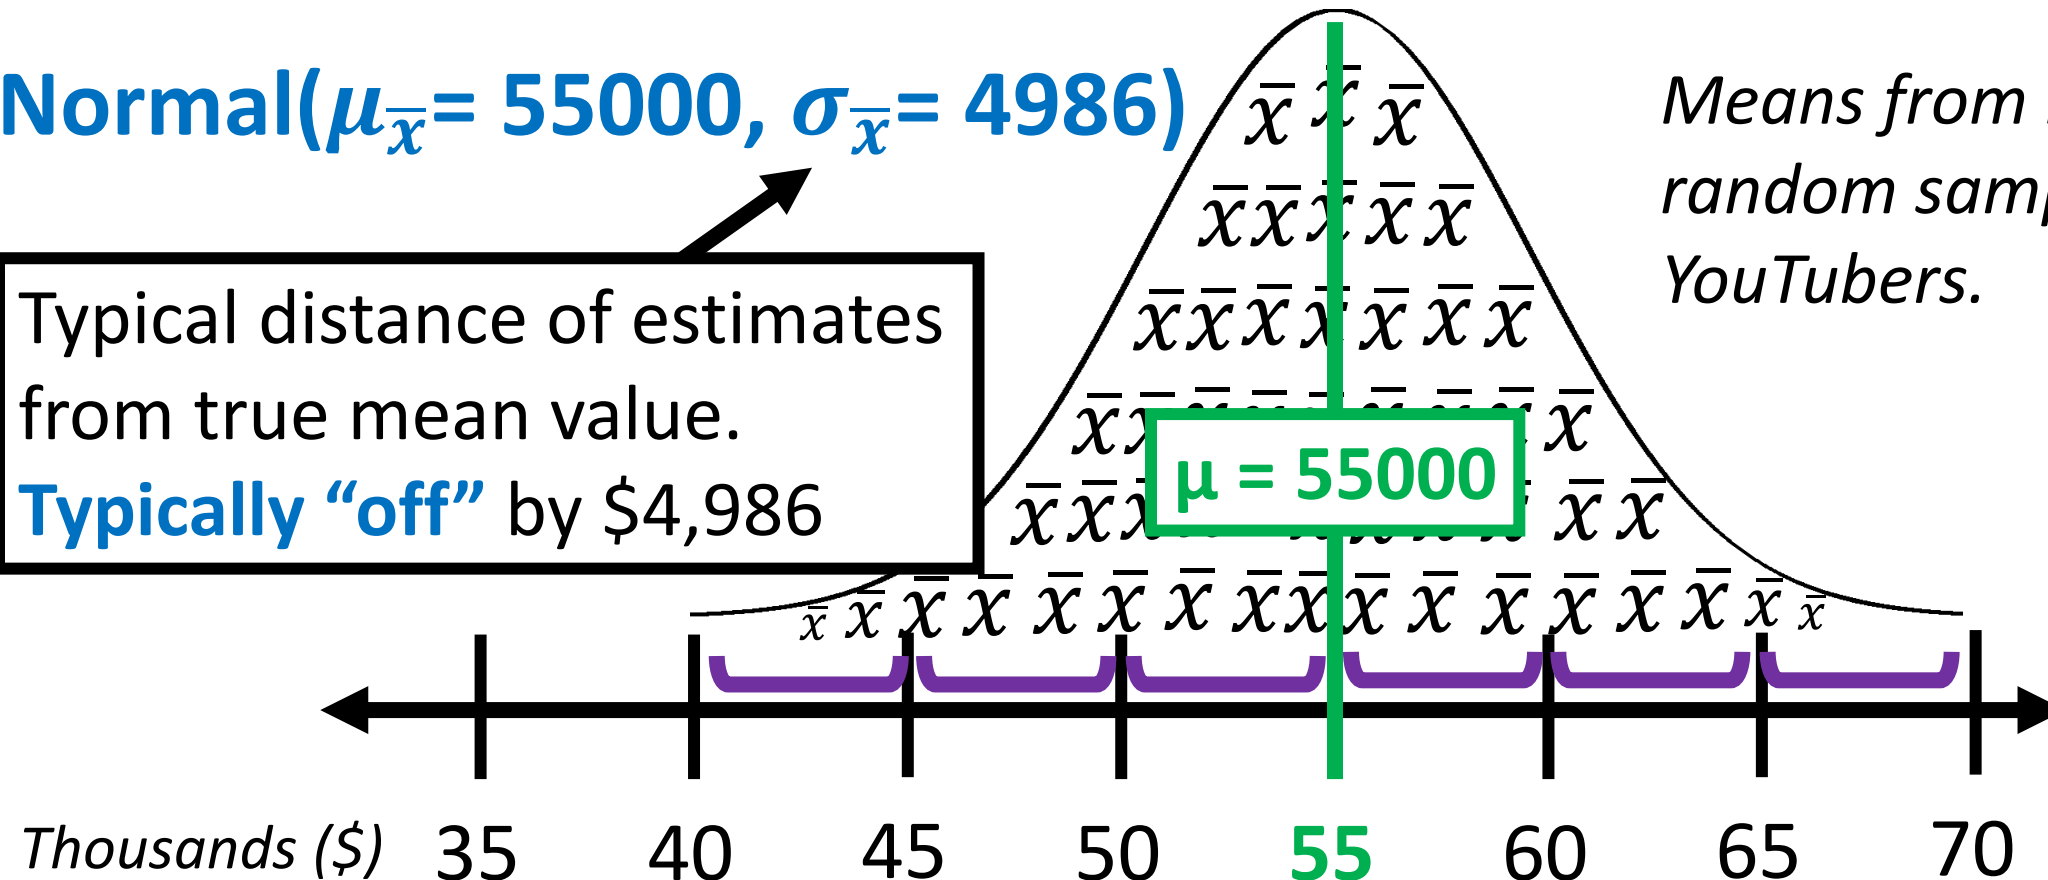 Normal(μx̅= 55000, σx̅= 4986)
Means from
random
YouTubers.
Typical distance of estimates
from true mean value.
Typically “off” by $4,986
x̅ x̅ x̅
x̅ x̅ x̅ x̅ x̅
x̅ x̅ x̅ x̅ x̅ x̅ x̅
x̅ x̅ x̅
μ = 55000
x̅ x̅ x̅ x̅
x̅ x̅ x̅ x̅ x̅ x̅ x̅ x̅ x̅ x̅ x̅ x̅ x̅ x̅ x̅ x̅ x̅
Thousands ($) 35 40 45 50 55 60 65 70